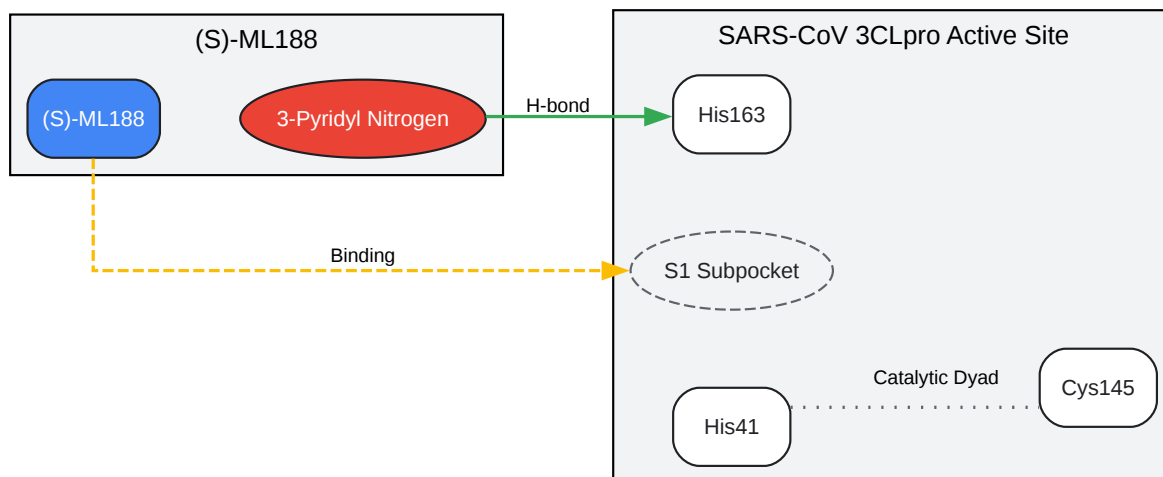 (S)-ML188
SARS-CoV 3CLpro Active Site
(S)-ML188
3-Pyridyl Nitrogen
H-bond
His163
Binding
S1 Subpocket
Catalytic Dyad
Cys145
His41